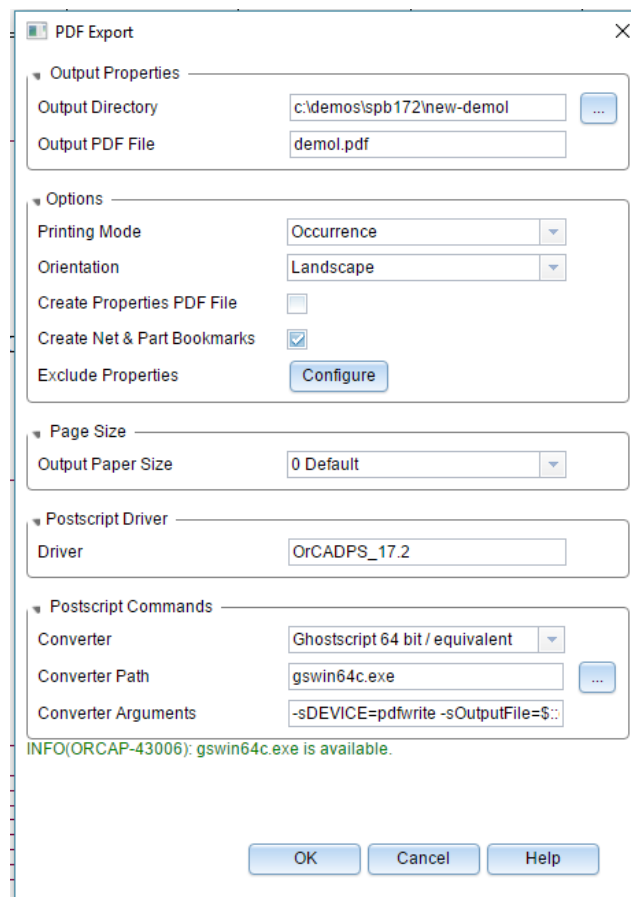 PDF Export
Output Properties
Output Directory c:\demos\spb172\new-demol ...
Output PDF File demol.pdf
Options
Printing Mode Occurrence
Orientation Landscape
Create Properties PDF File
Create Net & Part Bookmarks
Exclude Properties Configure
Page Size
Output Paper Size 0 Default
Postscript Driver
Driver OrCADPS_17.2
Postscript Commands
Converter Ghostscript 64 bit / equivalent
Converter Path gswin64c.exe ...
Converter Arguments -sDEVICE=pdfwrite -sOutputFile=$::
INFO(ORCAP-43006): gswin64c.exe is available.
OK Cancel Help